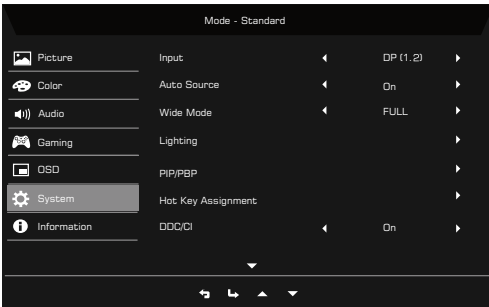 Mode - Standard
Picture
Input DP (1.2)
Color
Auto Source On
Audio
Wide Mode FULL
Gaming
Lighting
OSD
PIP/PBP
System
Hot Key Assignment
Information
DDC/CI On